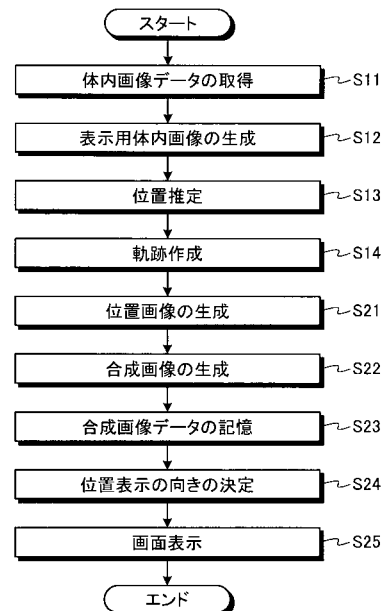 スタート
体内画像データの取得 S11
表示用体内画像の生成 S12
位置推定 S13
軌跡作成 S14
位置画像の生成 S21
合成画像の生成 S22
合成画像データの記憶 S23
位置表示の向きの決定 S24
画面表示 S25
エンド